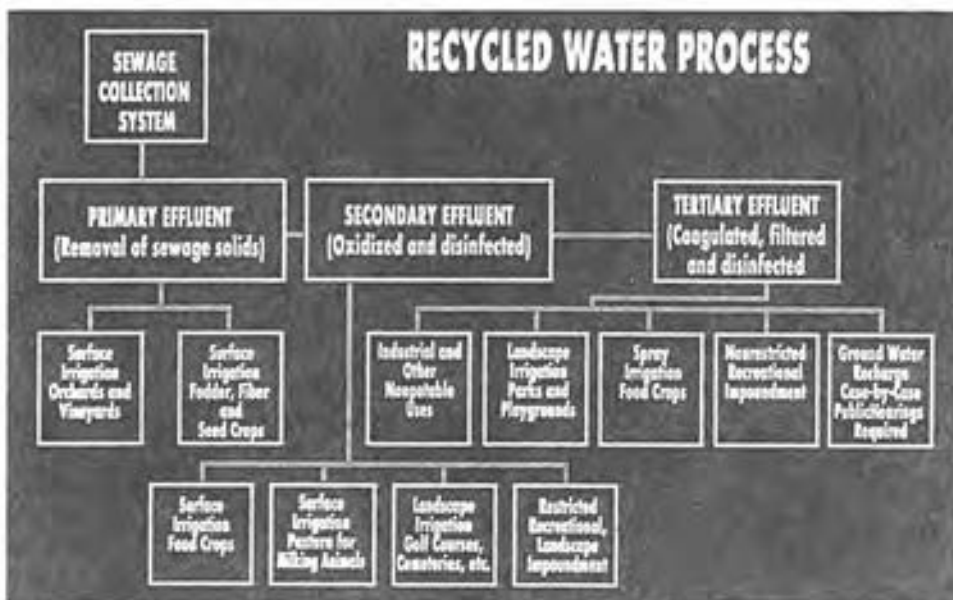 RECYCLED WATER PROCESS
SEWAGE
COLLECTION
SYSTEM
PRIMARY EFFLUENT
(Removal of sewage solids)
SECONDARY EFFLUENT
(Oxidized and disinfected)
TERTIARY EFFLUENT
(Coagulated, filtered
and disinfected
Surface
Irrigation
Orchards and
Vineyards
Surface
Irrigation
Fodder, Fiber
and
Seed Crops
Industrial and
Other
Nonpotable
Uses
Landscape
Irrigation
Parks and
Playgrounds
Spray
Irrigation
Food Crops
Nonrestricted
Recreational
Impoundment
Ground Water
Recharge
Case-by-Case
PublicHearings
Required
Surface
Irrigation
Food Crops
Surface
Irrigation
Pasture for
Milking Animals
Landscape
Irrigation
Golf Courses,
Cemeteries, etc.
Restricted
Recreational,
Landscape
Impoundment